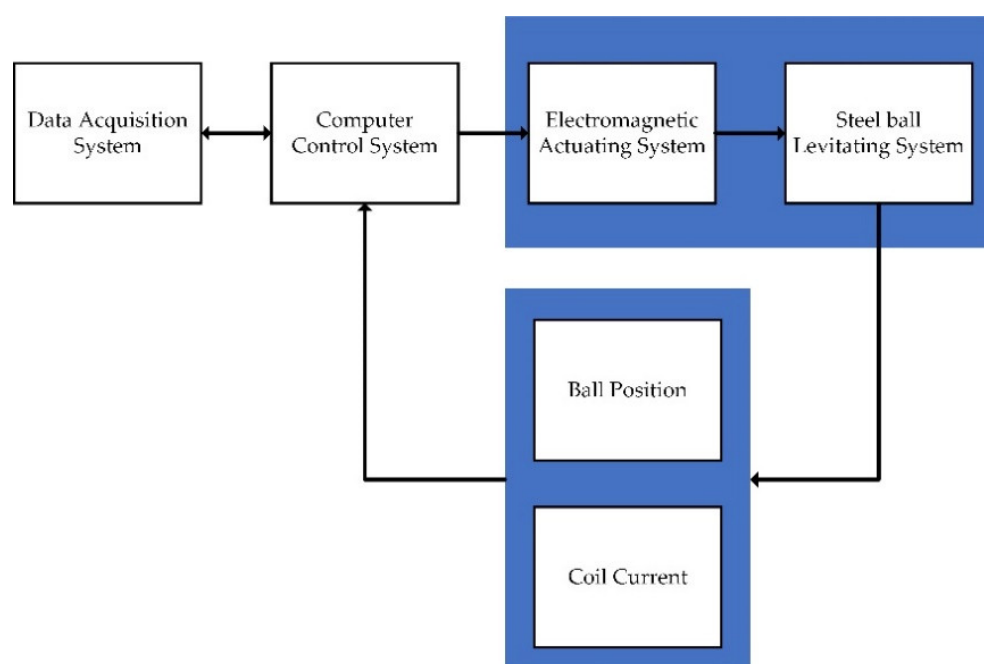 Data Acquisition
System
Computer
Control System
Electromagnetic
Actuating System
Steel ball
Levitating System
Ball Position
Coil Current